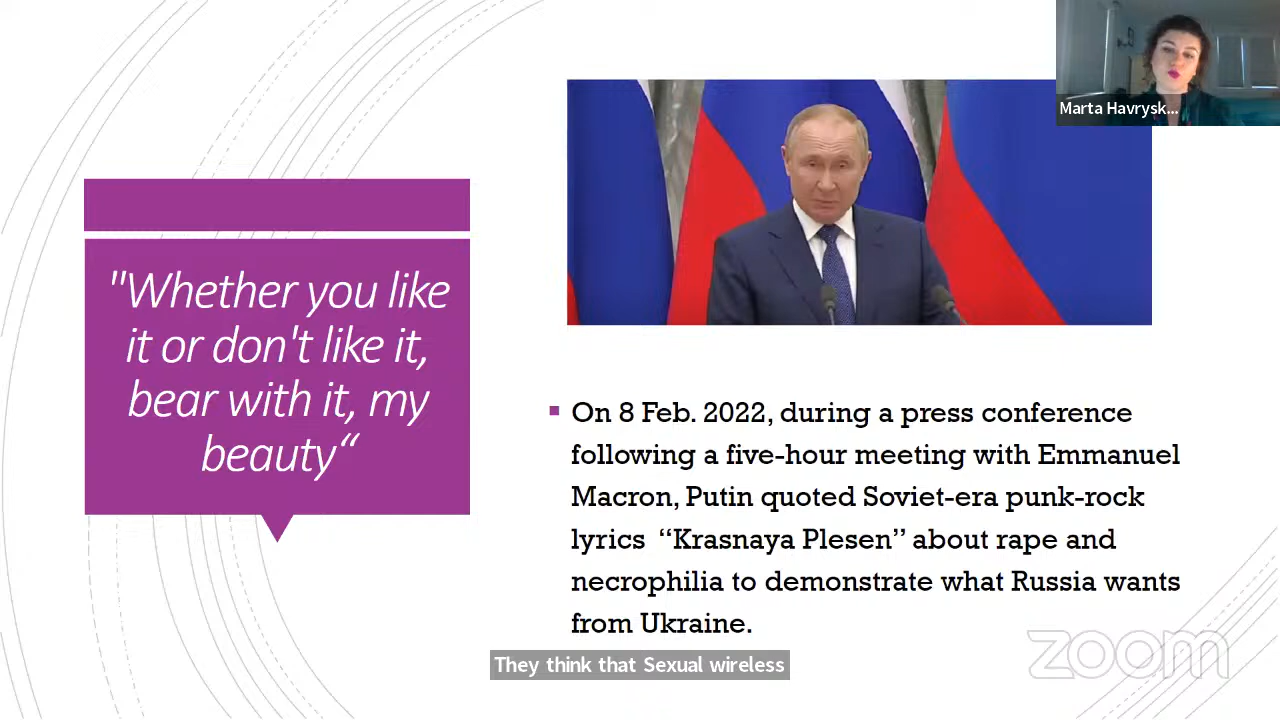 Marta Havrysk...
"Whether you like
it or don't like it,
bear with it, my
beauty“
▪ On 8 Feb. 2022, during a press conference
following a five-hour meeting with Emmanuel
Macron, Putin quoted Soviet-era punk-rock
lyrics “Krasnaya Plesen” about rape and
necrophilia to demonstrate what Russia wants
from Ukraine.
They think that Sexual wireless
zoom